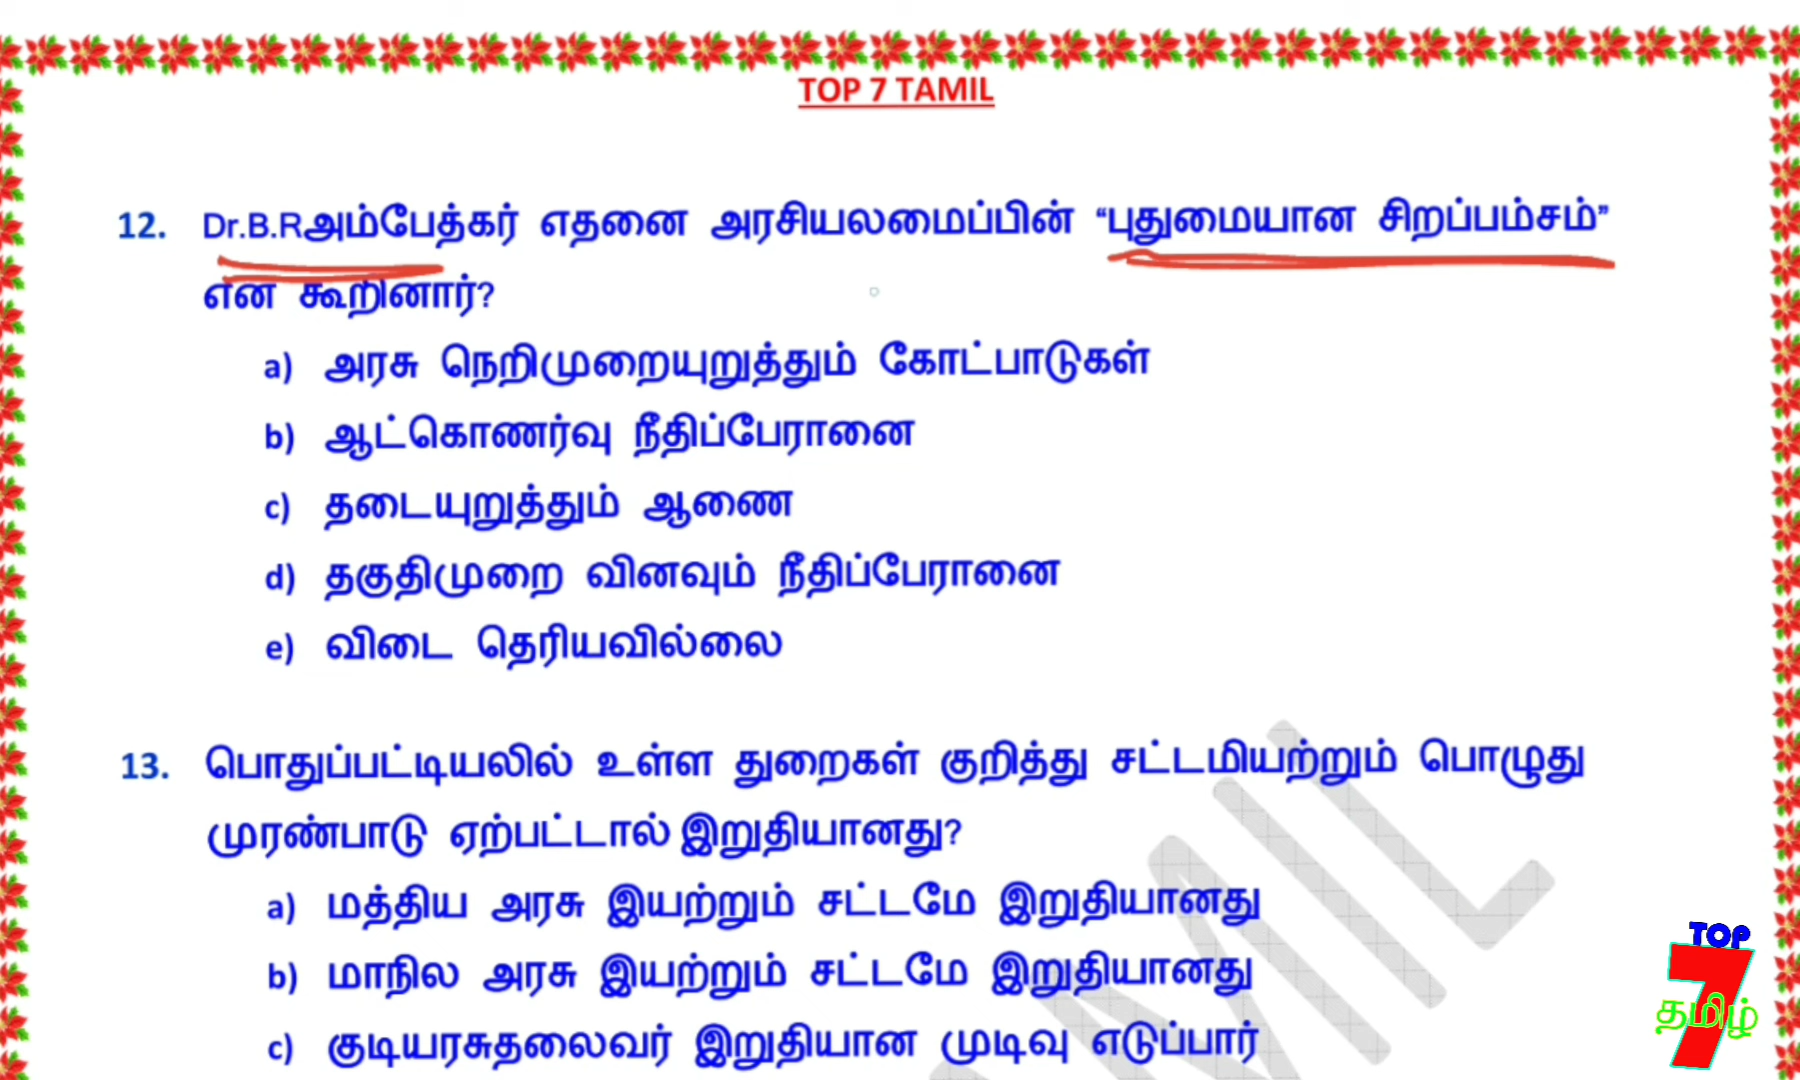 TOP 7 TAMIL
12. Dr.B.Rஅம்பேத்கர் எதனை அரசியலமைப்பின் “புதுமையான சிறப்பம்சம்”
என கூறினார்?
a) அரசு நெறிமுறையுறுத்தும் கோட்பாடுகள்
b) ஆட்கொணர்வு நீதிப்பேரானை
c) தடையுறுத்தும் ஆணை
d) தகுதிமுறை வினவும் நீதிப்பேரானை
e) விடை தெரியவில்லை
13. பொதுப்பட்டியலில் உள்ள துறைகள் குறித்து சட்டமியற்றும் பொழுது
முரண்பாடு ஏற்பட்டால் இறுதியானது?
a) மத்திய அரசு இயற்றும் சட்டமே இறுதியானது
b) மாநில அரசு இயற்றும் சட்டமே இறுதியானது
c) குடியரசுதலைவர் இறுதியான முடிவு எடுப்பார்
TOP
7
தமிழ்